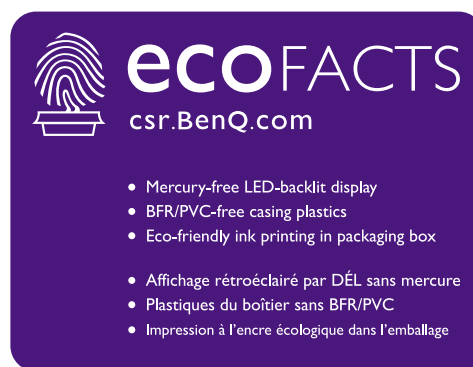 ecoFACTS
csr.BenQ.com
• Mercury-free LED-backlit display
• BFR/PVC-free casing plastics
• Eco-friendly ink printing in packaging box
• Affichage rétroéclairé par DÉL sans mercure
• Plastiques du boîtier sans BFR/PVC
• Impression à l'encre écologique dans l'emballage